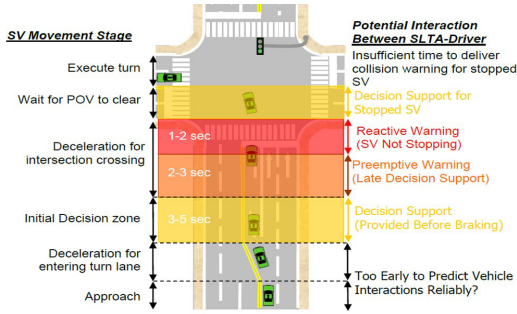 SV Movement Stage
Execute turn
Wait for POV to clear
Deceleration for
intersection crossing
Initial Decision zone
Deceleration for
entering turn lane
Approach
1-2 sec
2-3 sec
3-5 sec
Potential Interaction
Between SLTA-Driver
Insufficient time to deliver
collision warning for stopped
SV
Decision Support for
Stopped SV
Reactive Warning
(SV Not Stopping)
Preemptive Warning
(Late Decision Support)
Decision Support
(Provided Before Braking)
Too Early to Predict Vehicle
Interactions Reliably?